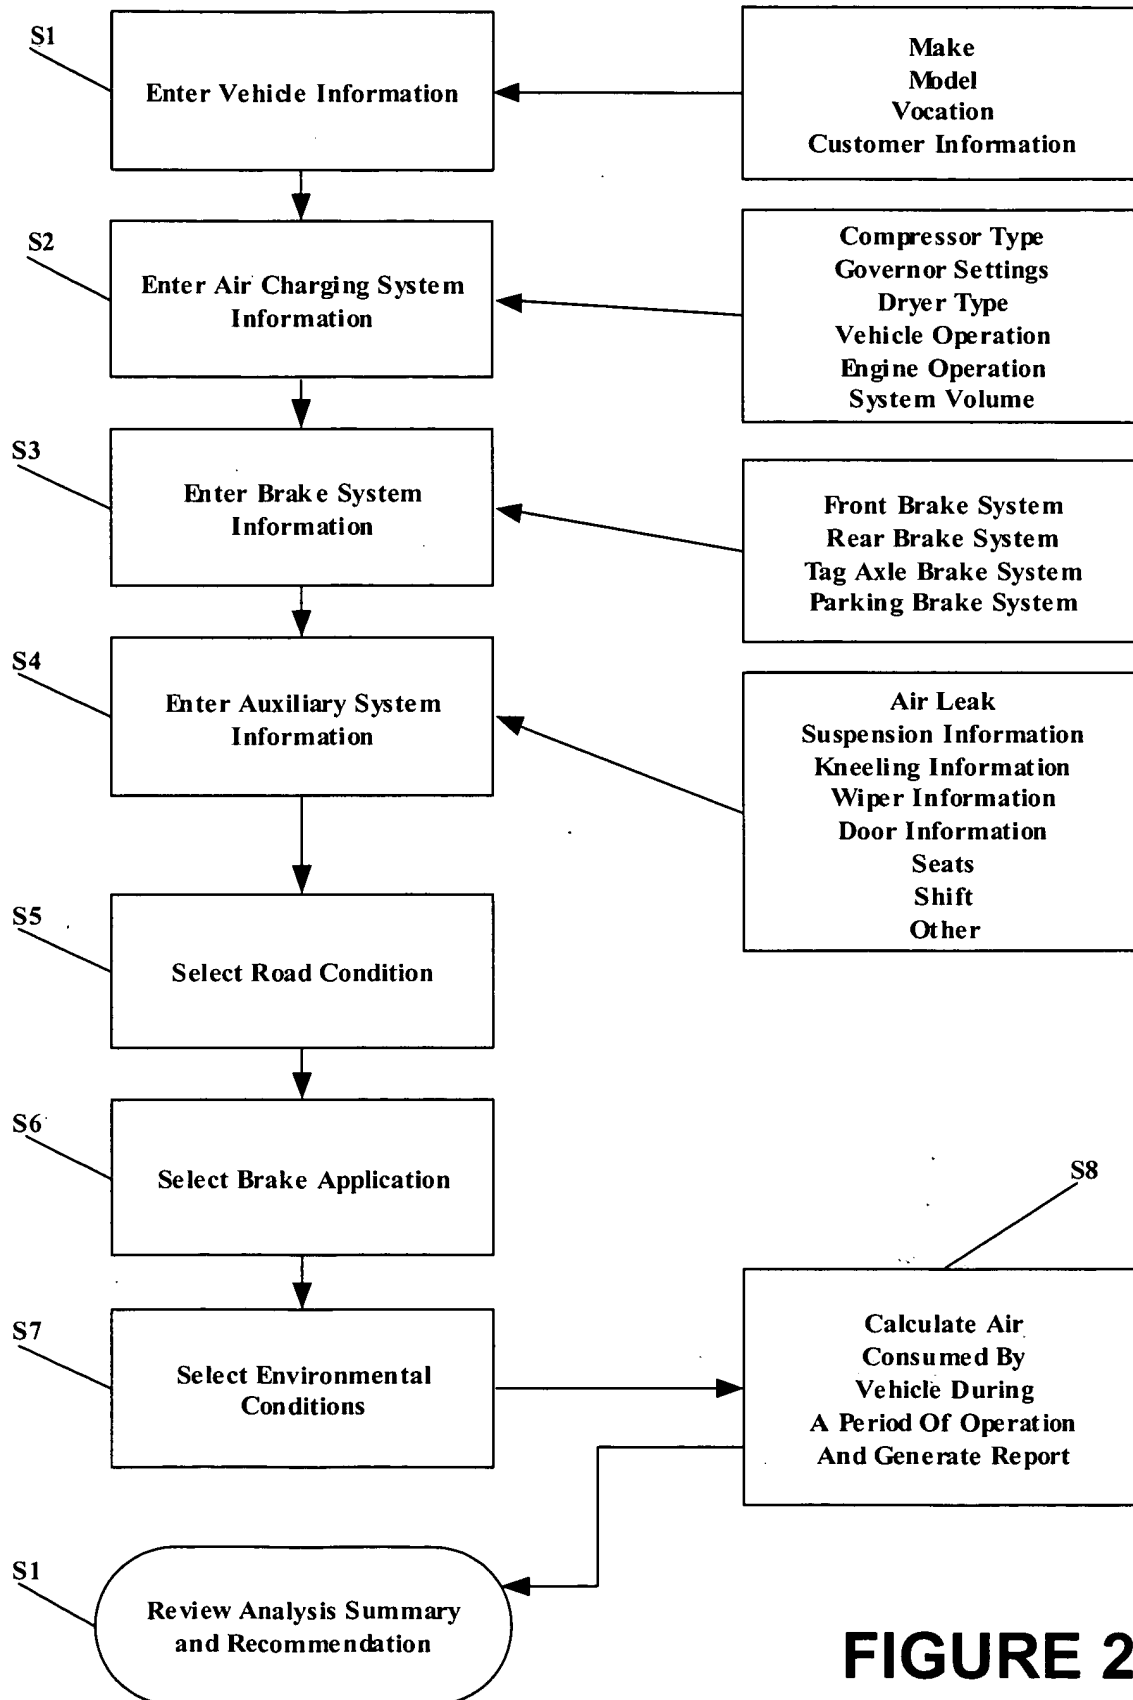 S1
Enter Vehicle Information
Make
Model
Vocation
Customer Information
S2
Enter Air Charging System
Information
Compressor Type
Governor Settings
Dryer Type
Vehicle Operation
Engine Operation
System Volume
S3
Enter Brake System
Information
Front Brake System
Rear Brake System
Tag Axle Brake System
Parking Brake System
S4
Enter Auxiliary System
Information
Air Leak
Suspension Information
Kneeling Information
Wiper Information
Door Information
Seats
Shift
Other
S5
Select Road Condition
S6
Select Brake Application
S7
Select Environmental
Conditions
S8
Calculate Air
Consumed By
Vehicle During
A Period Of Operation
And Generate Report
S1
Review Analysis Summary
and Recommendation
FIGURE 2